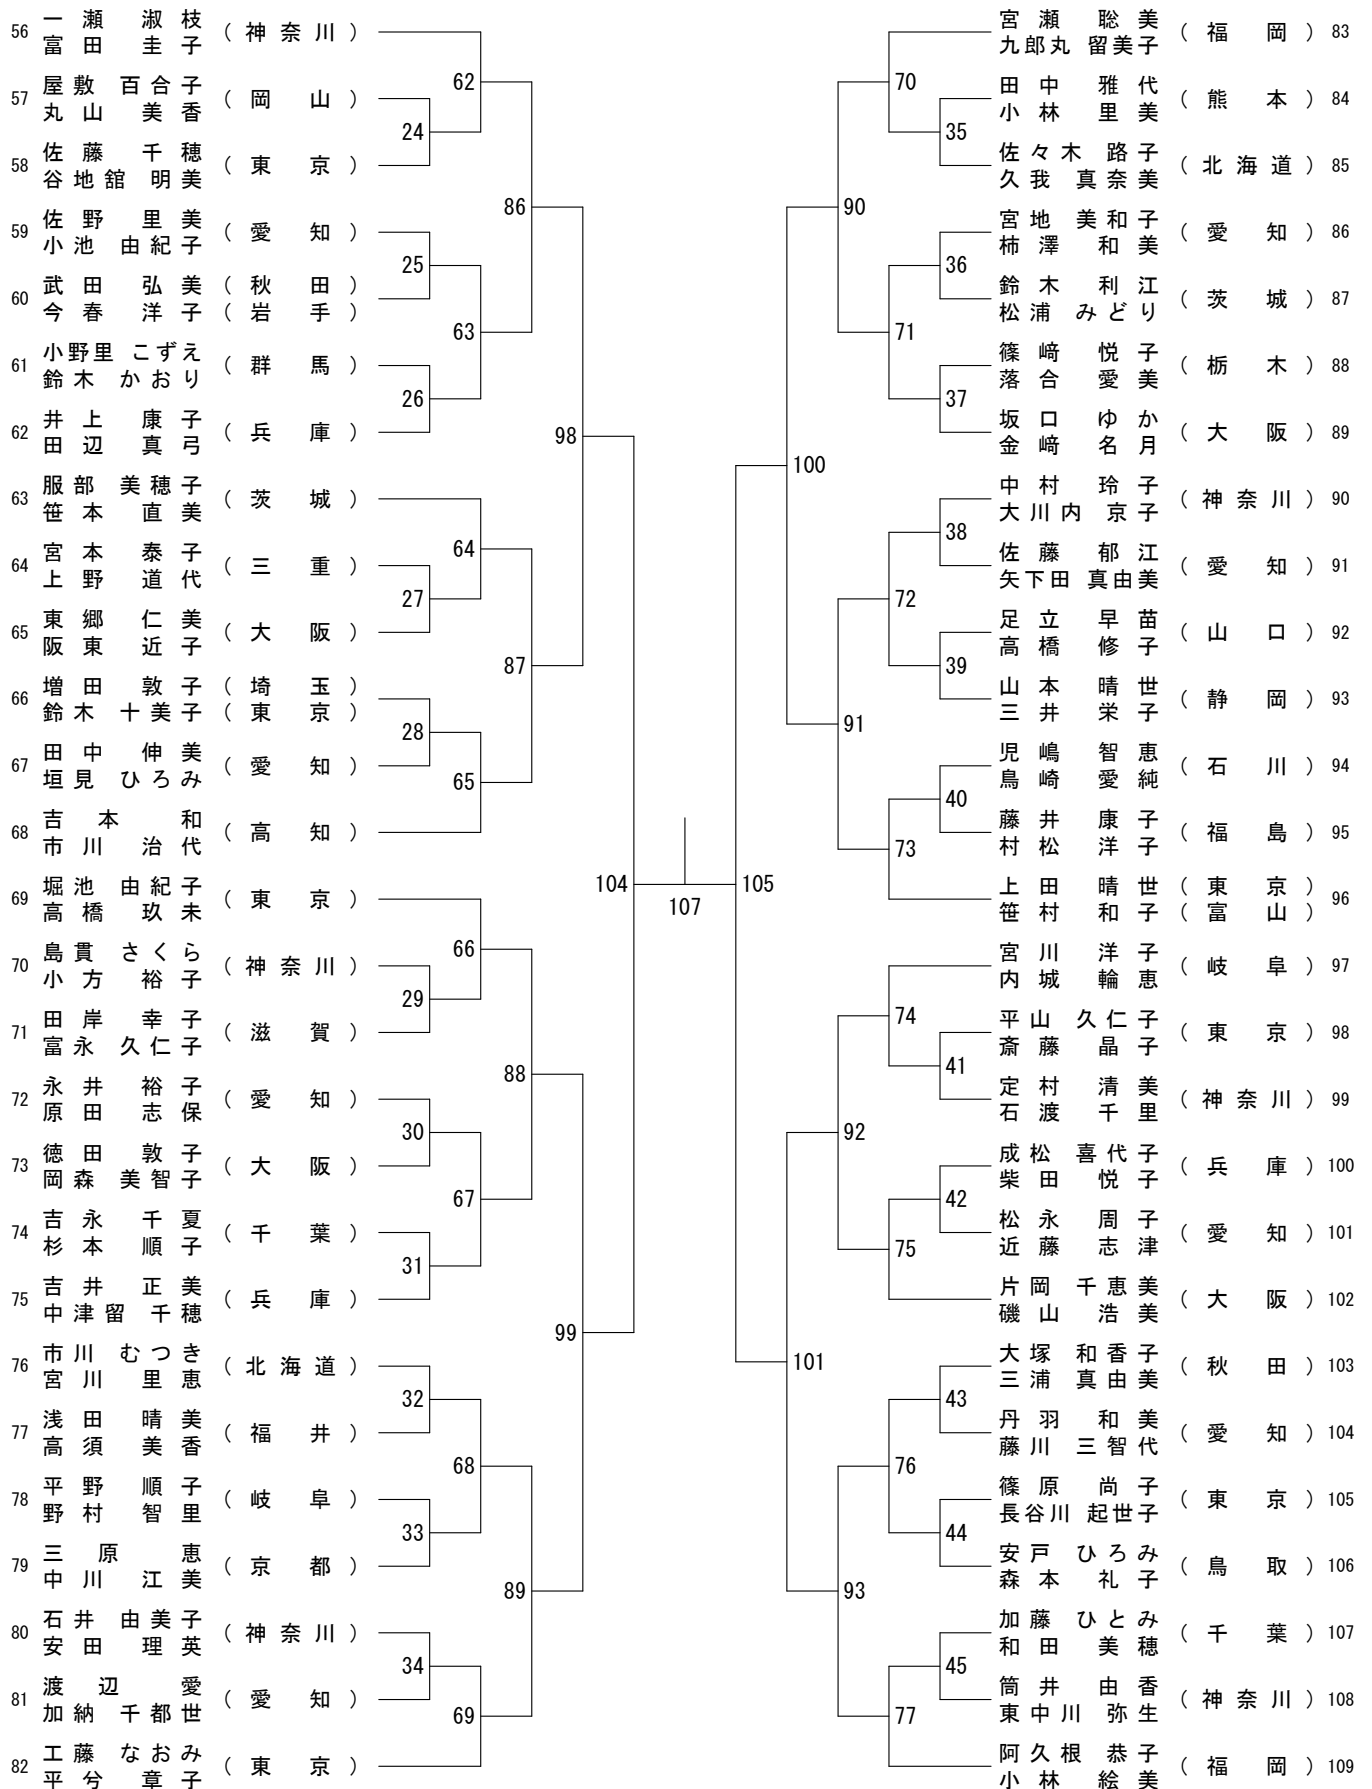 56 一瀬 淑枝 (神奈川)
富田 圭子
62
57 屋敷 百合子 (岡山)
丸山 美香
24
58 佐藤 千穂 (東京)
谷地舘 明美
86
59 佐野 里美 (愛知)
小池 由紀子
25
60 武田 弘美 (秋田)
今春 洋子 (岩手)
63
61 小野里 こずえ (群馬)
鈴木 かおり
26
62 井上 康子 (兵庫)
田辺 真弓
98
63 服部 美穂子 (茨城)
笹本 直美
64
64 宮本 泰子 (三重)
上野 道代
27
65 東郷 仁美 (大阪)
阪東 近子
87
66 増田 敦子 (埼玉)
鈴木 十美子 (東京)
28
67 田中 伸美 (愛知)
垣見 ひろみ
65
68 吉本 和 (高知)
市川 治代
104
69 堀池 由紀子 (東京)
高橋 玖未
66
70 島貫 さくら (神奈川)
小方 裕子
29
71 田岸 幸子 (滋賀)
富永 久仁子
88
72 永井 裕子 (愛知)
原田 志保
30
73 徳田 敦子 (大阪)
岡森 美智子
67
74 吉永 千夏 (千葉)
杉本 順子
31
75 吉井 正美 (兵庫)
中津留 千穂
99
76 市川 むつき (北海道)
宮川 里恵
32
77 浅田 晴美 (福井)
高須 美香
68
78 平野 順子 (岐阜)
野村 智里
33
79 三原 恵 (京都)
中川 江美
89
80 石井 由美子 (神奈川)
安田 理英
34
81 渡辺 愛 (愛知)
加納 千都世
69
82 工藤 なおみ (東京)
平兮 章子
107
宮瀬 聡美 (福岡) 83
九郎丸 留美子
70
田中 雅代 (熊本) 84
小林 里美
35
佐々木 路子 (北海道) 85
久我 真奈美
90
宮地 美和子 (愛知) 86
柿澤 和美
36
鈴木 利江 (茨城) 87
松浦 みどり
71
篠﨑 悦子 (栃木) 88
落合 愛美
37
坂口 ゆか (大阪) 89
金﨑 名月
100
中村 玲子 (神奈川) 90
大川内 京子
38
佐藤 郁江 (愛知) 91
矢下田 真由美
72
足立 早苗 (山口) 92
高橋 修子
39
山本 晴世 (静岡) 93
三井 栄子
91
児嶋 智恵 (石川) 94
鳥崎 愛純
40
藤井 康子 (福島) 95
村松 洋子
73
上田 晴世 (東京) 96
笹村 和子 (富山)
105
宮川 洋子 (岐阜) 97
内城 輪恵
74
平山 久仁子 (東京) 98
斎藤 晶子
41
定村 清美 (神奈川) 99
石渡 千里
92
成松 喜代子 (兵庫) 100
柴田 悦子
42
松永 周子 (愛知) 101
近藤 志津
75
片岡 千恵美 (大阪) 102
磯山 浩美
101
大塚 和香子 (秋田) 103
三浦 真由美
43
丹羽 和美 (愛知) 104
藤川 三智代
76
篠原 尚子 (東京) 105
長谷川 起世子
44
安戸 ひろみ (鳥取) 106
森本 礼子
93
加藤 ひとみ (千葉) 107
和田 美穂
45
筒井 由香 (神奈川) 108
東中川 弥生
77
阿久根 恭子 (福岡) 109
小林 絵美